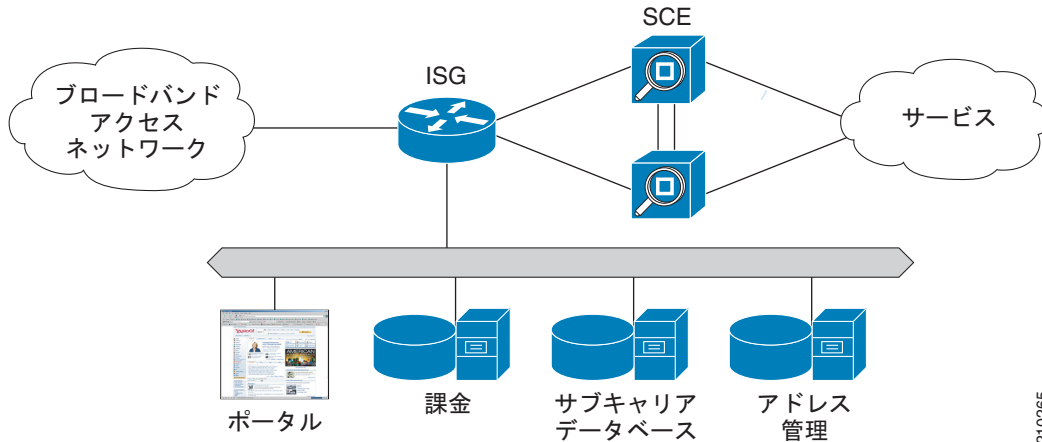 SCE
ISG
ブロードバンド
アクセス
ネットワーク
サービス
ポータル
課金
サブキャリア
データベース
アドレス
管理
210265